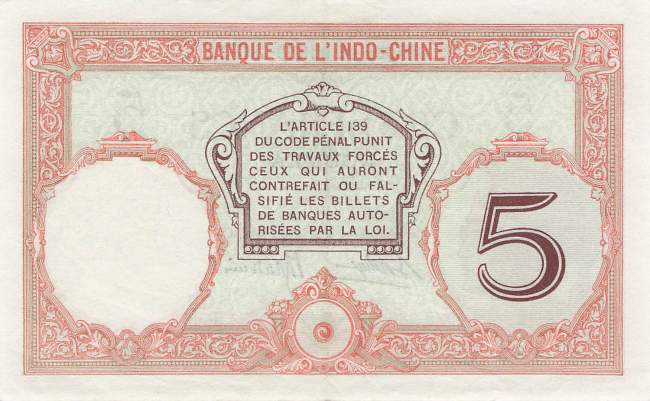 BANQUE DE L'INDO-CHINE
L'ARTICLE 139
DU CODE PÉNAL PUNIT
DES TRAVAUX FORCÉS
CEUX QUI AURONT
CONTREFAIT OU FAL-
SIFIÉ LES BILLETS
DE BANQUES AUTO-
RISÉES PAR LA LOI.
5